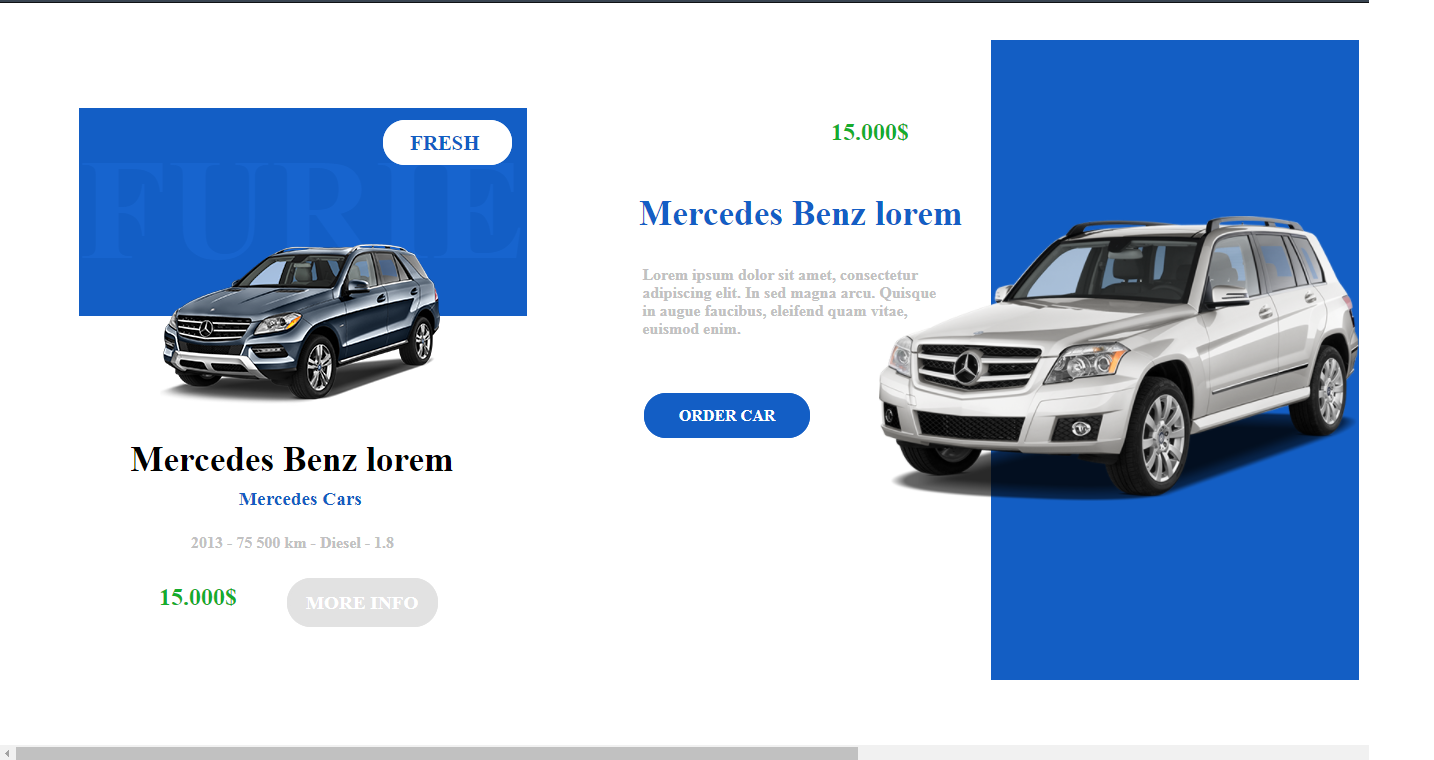 FRESH
FURIE
Mercedes Benz lorem
Mercedes Cars
2013 - 75 500 km - Diesel - 1.8
15.000$
MORE INFO
15.000$
Mercedes Benz lorem
Lorem ipsum dolor sit amet, consectetur
adipiscing elit. In sed magna arcu. Quisque
in augue faucibus, eleifend quam vitae,
euismod enim.
ORDER CAR